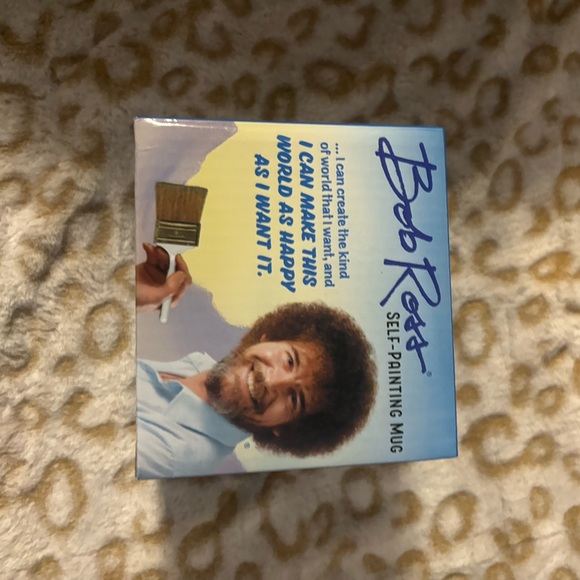 Bob Ross®
SELF-PAINTING MUG
... I can create the kind
of world that I want, and
I CAN MAKE THIS
WORLD AS HAPPY
AS I WANT IT.